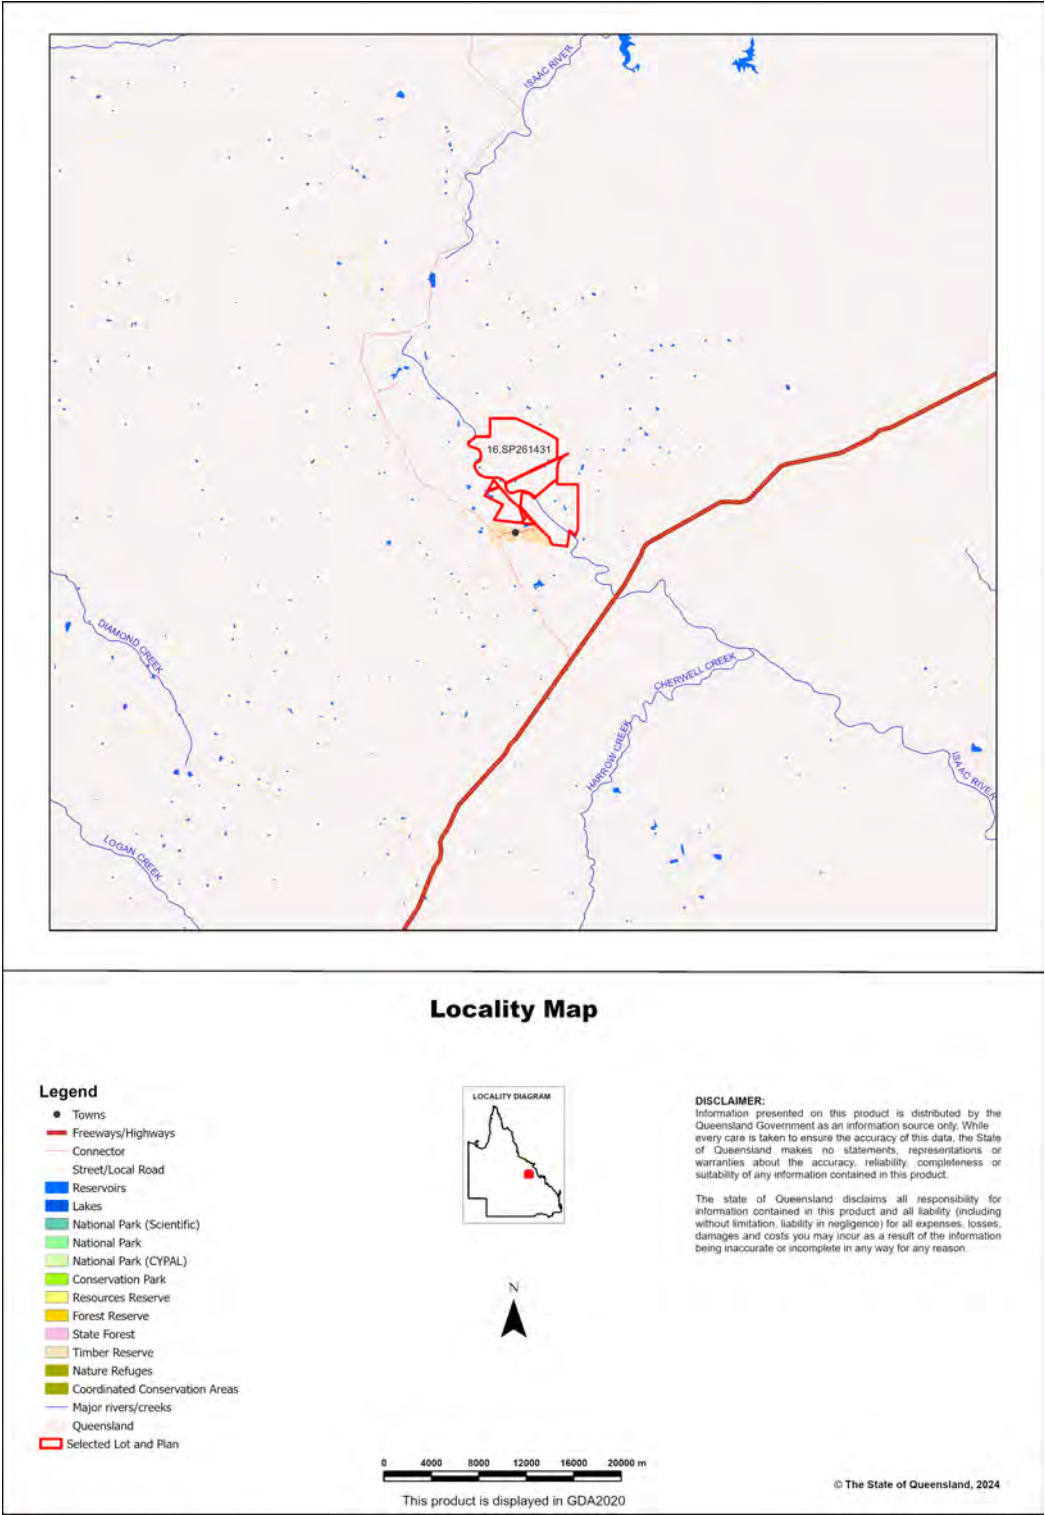 ISAAC RIVER
16,SP261431
DIAMOND CREEK
CHERWELL CREEK
HARROW CREEK
ISAAC RIVER
LOGAN CREEK
Locality Map
Legend
Towns
Freeways/Highways
Connector
Street/Local Road
Reservoirs
Lakes
National Park (Scientific)
National Park
National Park (CYPAL)
Conservation Park
Resources Reserve
Forest Reserve
State Forest
Timber Reserve
Nature Refuges
Coordinated Conservation Areas
Major rivers/creeks
Queensland
Selected Lot and Plan
LOCALITY DIAGRAM
N
DISCLAIMER:
Information presented on this product is distributed by the
Queensland Government as an information source only. While
every care is taken to ensure the accuracy of this data, the State
of Queensland makes no statements, representations or
warranties about the accuracy, reliability, completeness or
suitability of any information contained in this product.
The state of Queensland disclaims all responsibility for
information contained in this product and all liability (including
without limitation, liability in negligence) for all expenses, losses,
damages and costs you may incur as a result of the information
being inaccurate or incomplete in any way for any reason.
0 4000 8000 12000 16000 20000 m
This product is displayed in GDA2020
© The State of Queensland, 2024